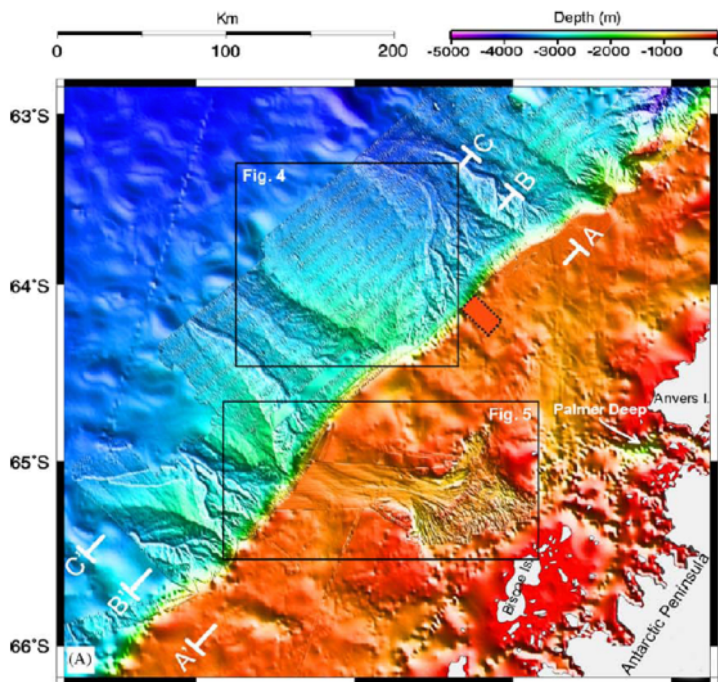 Km
0 200
Depth (m)
-5000 -4000 -3000 -2000 -1000 0
63°S
64°S
65°S
66°S
Fig. 4
C
B
A
Fig. 5
Palmer Deep
Anvers I.
C'
B'
A'
Biscoe Isl.
Antarctic Peninsula
(A)